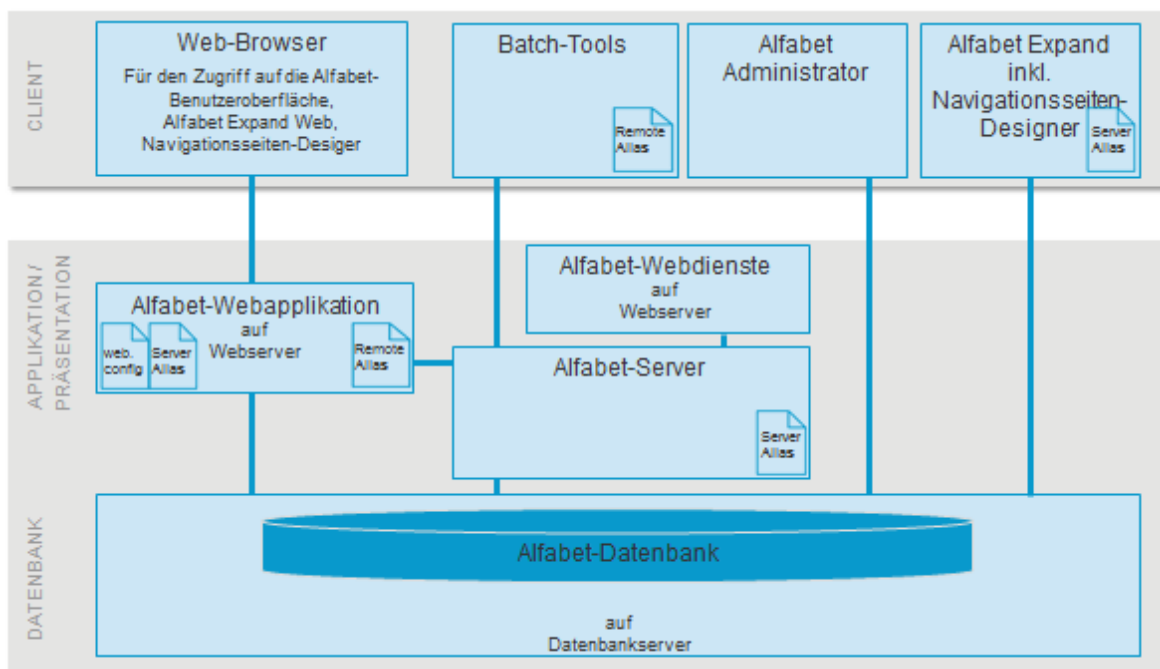 CLIENT
Web-Browser
Für den Zugriff auf die Alfabet-
Benutzeroberfläche,
Alfabet Expand Web,
Navigationsseiten-Desiger
Batch-Tools
Remote
Alias
Alfabet
Administrator
Alfabet Expand
inkl.
Navigationsseiten-
Designer
Server
Alias
APPLIKATION /
PRÄSENTATION
Alfabet-Webapplikation
auf
Webserver
web.
config
Server
Alias
Remote
Alias
Alfabet-Webdienste
auf
Webserver
Alfabet-Server
Server
Alias
DATENBANK
Alfabet-Datenbank
auf
Datenbankserver